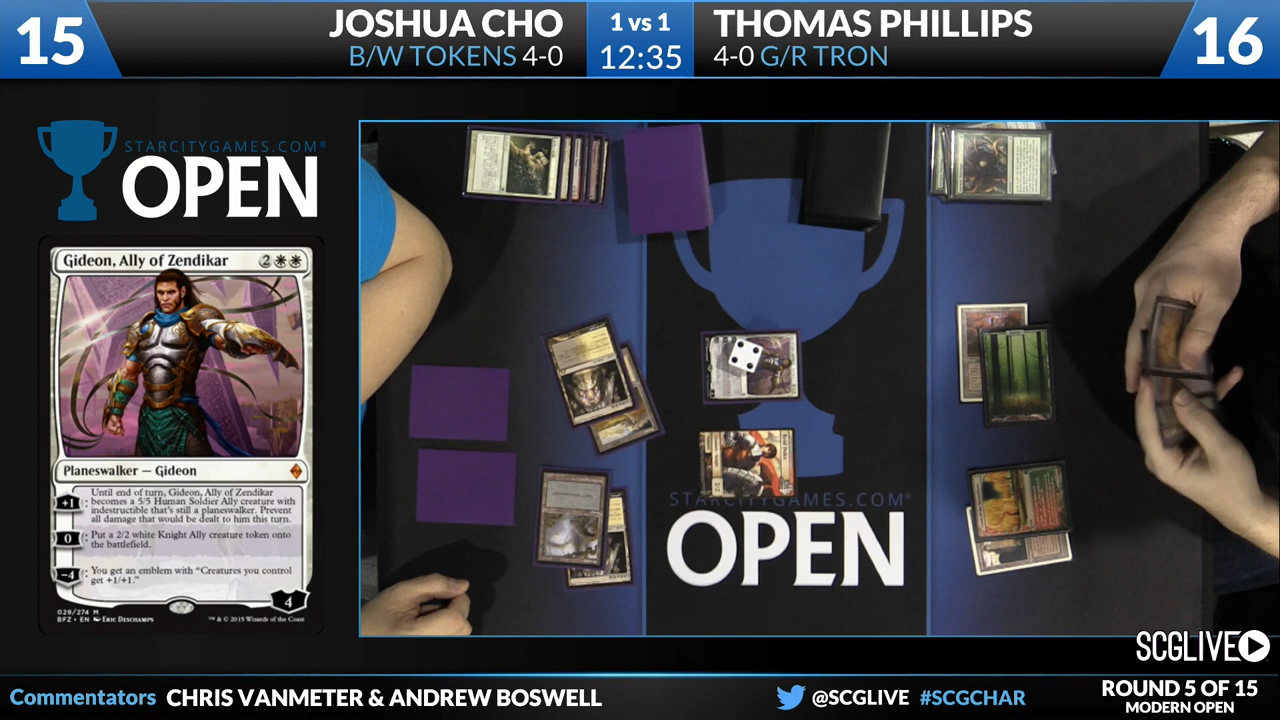 15
JOSHUA CHO
B/W TOKENS 4-0
1 vs 1
12:35
THOMAS PHILLIPS
4-0 G/R TRON
16
STARCITYGAMES.COM®
OPEN
Gideon, Ally of Zendikar 2
+1: Until end of turn, Gideon, Ally of Zendikar
becomes a 5/5 Human Soldier Ally creature with
indestructible that's still a planeswalker. Prevent
all damage that would be dealt to him this turn.
0: Put a 2/2 white Knight Ally creature token onto
the battlefield.
-4: You get an emblem with "Creatures you control
get +1/+1."
Planeswalker — Gideon
4
029/274 M
BFZ • EN Eric Deschamps
™ & © 2015 Wizards of the Coast
STARCITYGAMES.COM®
OPEN
SCGLIVE
Commentators CHRIS VANMETER & ANDREW BOSWELL
@SCGLIVE #SCGCHAR
ROUND 5 OF 15
MODERN OPEN